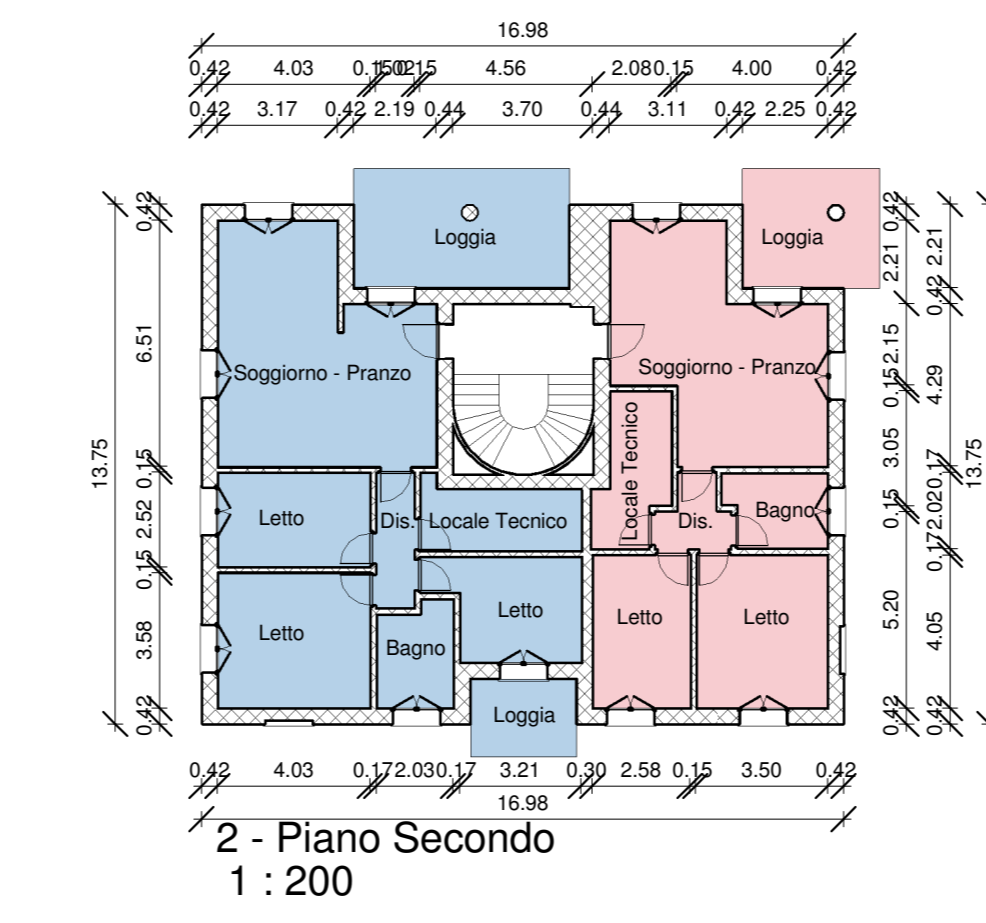 16.98
0.42 4.03 0.15 1.02 0.15 4.56 2.08 0.15 4.00 0.42
0.42 3.17 0.42 2.19 0.44 3.70 0.44 3.11 0.42 2.25 0.42
13.75
0.42 6.51 0.15 2.52 0.15 3.58 0.42
Loggia
Loggia
Soggiorno - Pranzo
Soggiorno - Pranzo
Locale Tecnico
Letto
Dis.
Locale Tecnico
Dis.
Bagno
Letto
Letto
Letto
Letto
Bagno
Loggia
0.42 2.21 2.15 0.15 3.05 0.15 5.20 0.42
2.21 0.42 4.29 0.17 2.02 0.17 4.05 0.42
13.75
0.42 4.03 0.17 2.03 0.17 3.21 0.30 2.58 0.15 3.50 0.42
16.98
2 - Piano Secondo
1 : 200